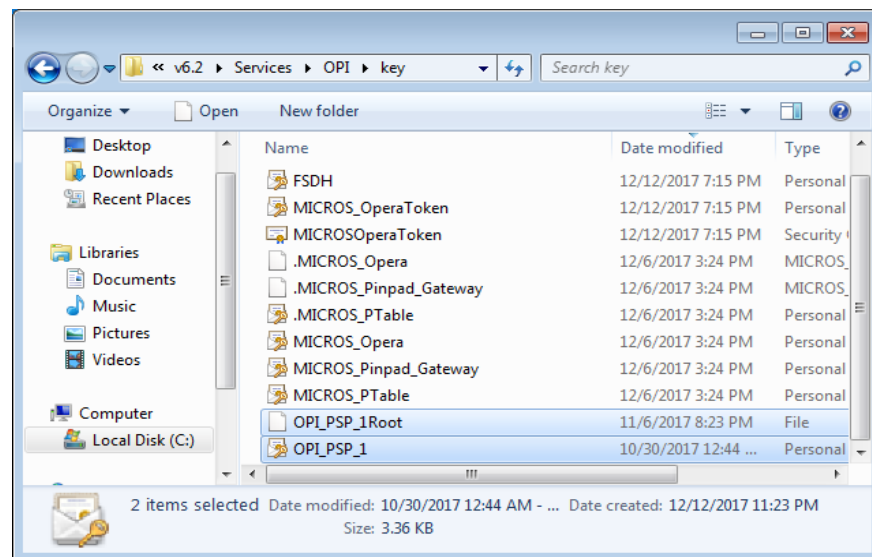 « v6.2 ▸ Services ▸ OPI ▸ key Search key
Organize Open New folder
Desktop
Downloads
Recent Places
Libraries
Documents
Music
Pictures
Videos
Computer
Local Disk (C:)
Name Date modified Type
FSDH 12/12/2017 7:15 PM Personal
MICROS_OperaToken 12/12/2017 7:15 PM Personal
MICROSOperaToken 12/12/2017 7:15 PM Security
.MICROS_Opera 12/6/2017 3:24 PM MICROS_
.MICROS_Pinpad_Gateway 12/6/2017 3:24 PM MICROS_
.MICROS_PTable 12/6/2017 3:24 PM Personal
MICROS_Opera 12/6/2017 3:24 PM Personal
MICROS_Pinpad_Gateway 12/6/2017 3:24 PM Personal
MICROS_PTable 12/6/2017 3:24 PM Personal
OPI_PSP_1Root 11/6/2017 8:23 PM File
OPI_PSP_1 10/30/2017 12:44 ... Personal
2 items selected Date modified: 10/30/2017 12:44 AM - ... Date created: 12/12/2017 11:23 PM
Size: 3.36 KB